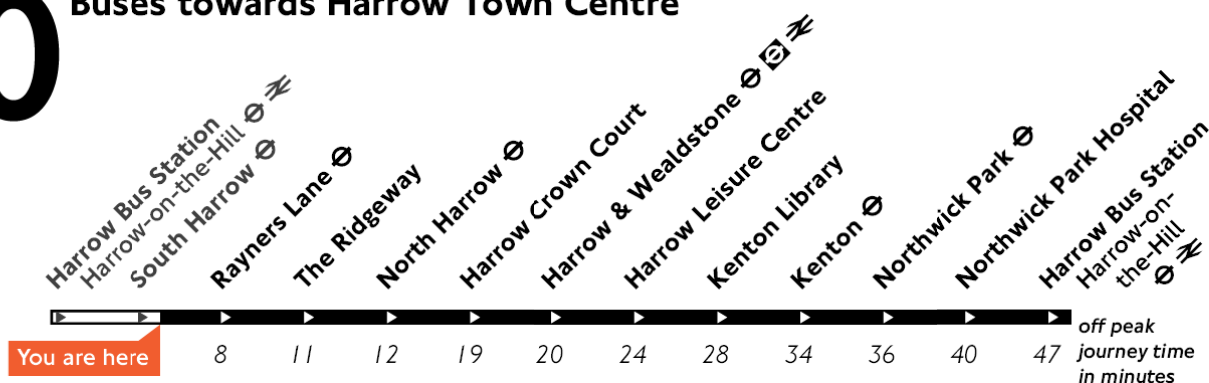 0
Buses towards Harrow Town Centre
Harrow Bus Station
Harrow-on-the-Hill
South Harrow
Rayners Lane
The Ridgeway
North Harrow
Harrow Crown Court
Harrow & Wealdstone
Harrow Leisure Centre
Kenton Library
Kenton
Northwick Park
Northwick Park Hospital
Harrow Bus Station
Harrow-on-
the-Hill
You are here
8 11 12 19 20 24 28 34 36 40 47
off peak
journey time
in minutes